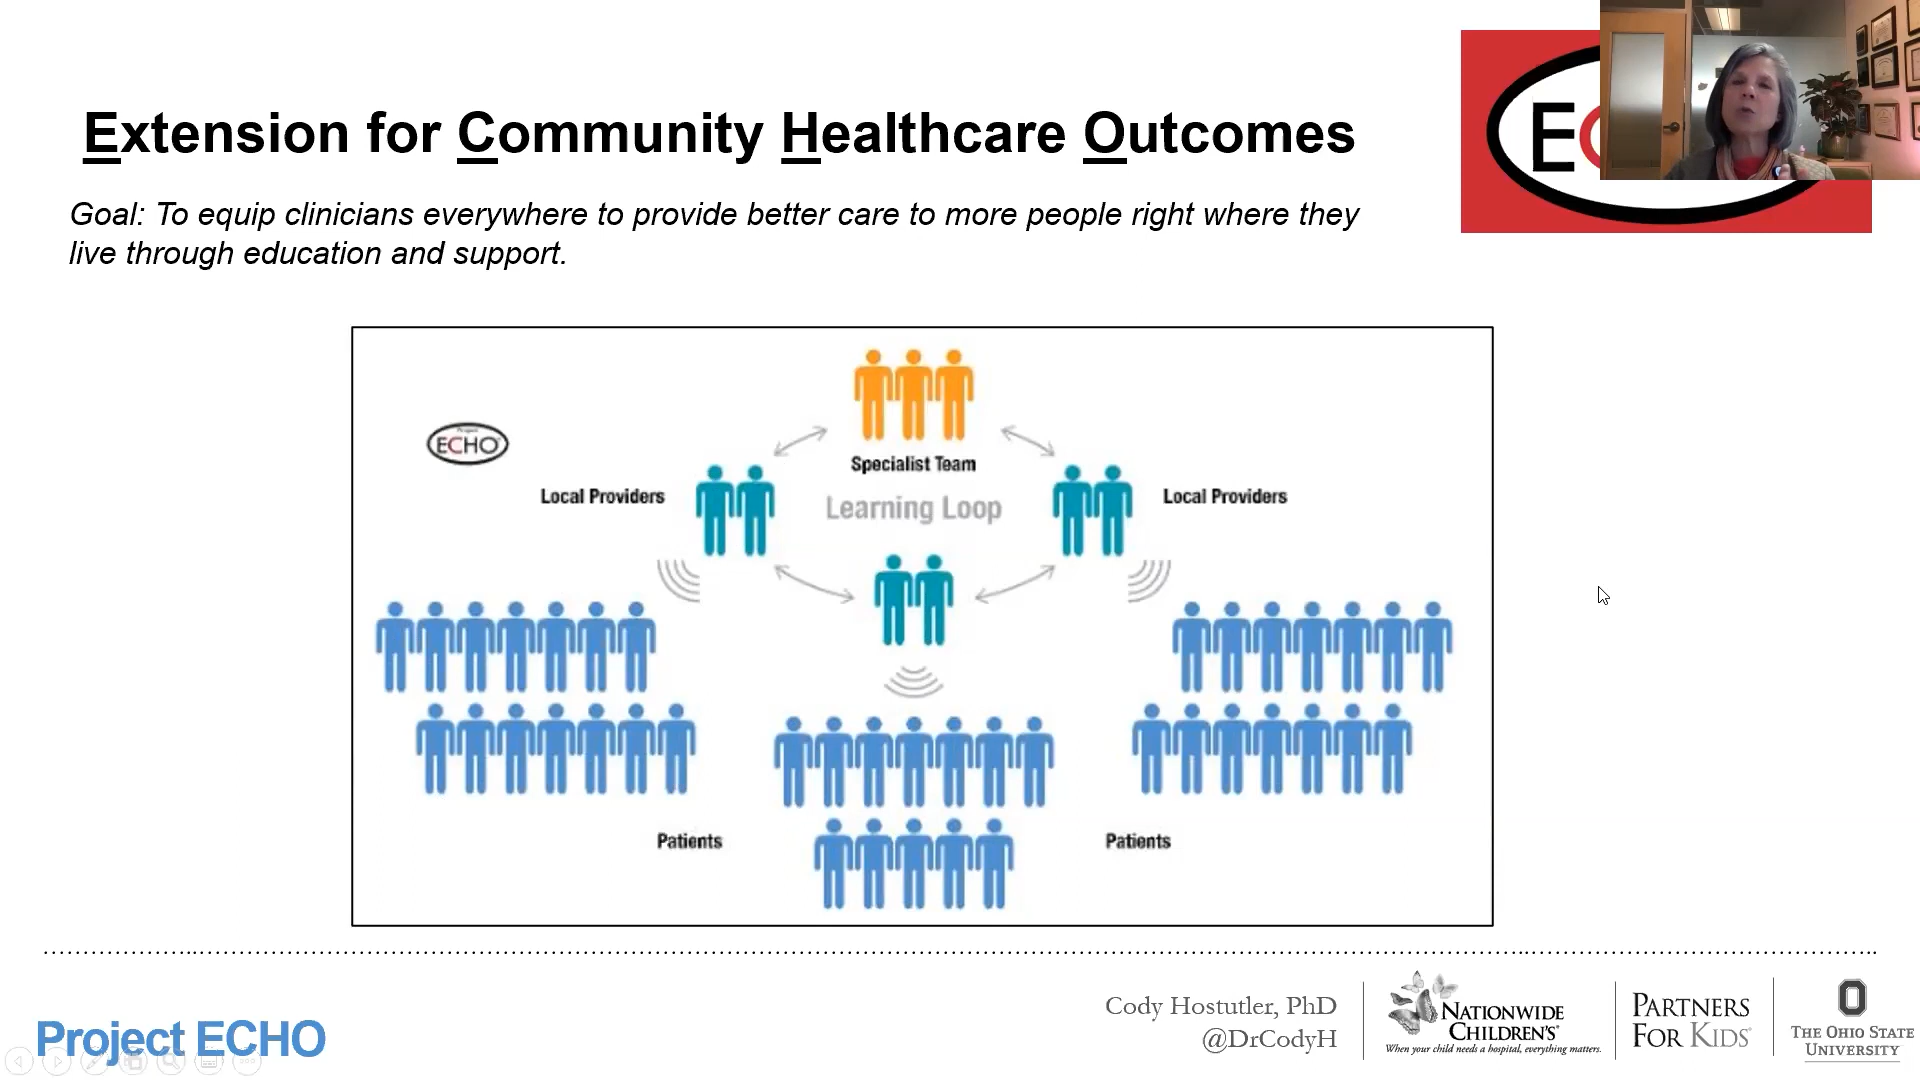 Extension for Community Healthcare Outcomes
Goal: To equip clinicians everywhere to provide better care to more people right where they
live through education and support.
EC
Specialist Team
Project
ECHO
Local Providers
Learning Loop
Local Providers
Patients
Patients
Project ECHO
Cody Hostutler, PhD
@DrCodyH
NATIONWIDE
CHILDREN'S®
When your child needs a hospital, everything matters.
PARTNERS
FOR KIDS®
THE OHIO STATE
UNIVERSITY